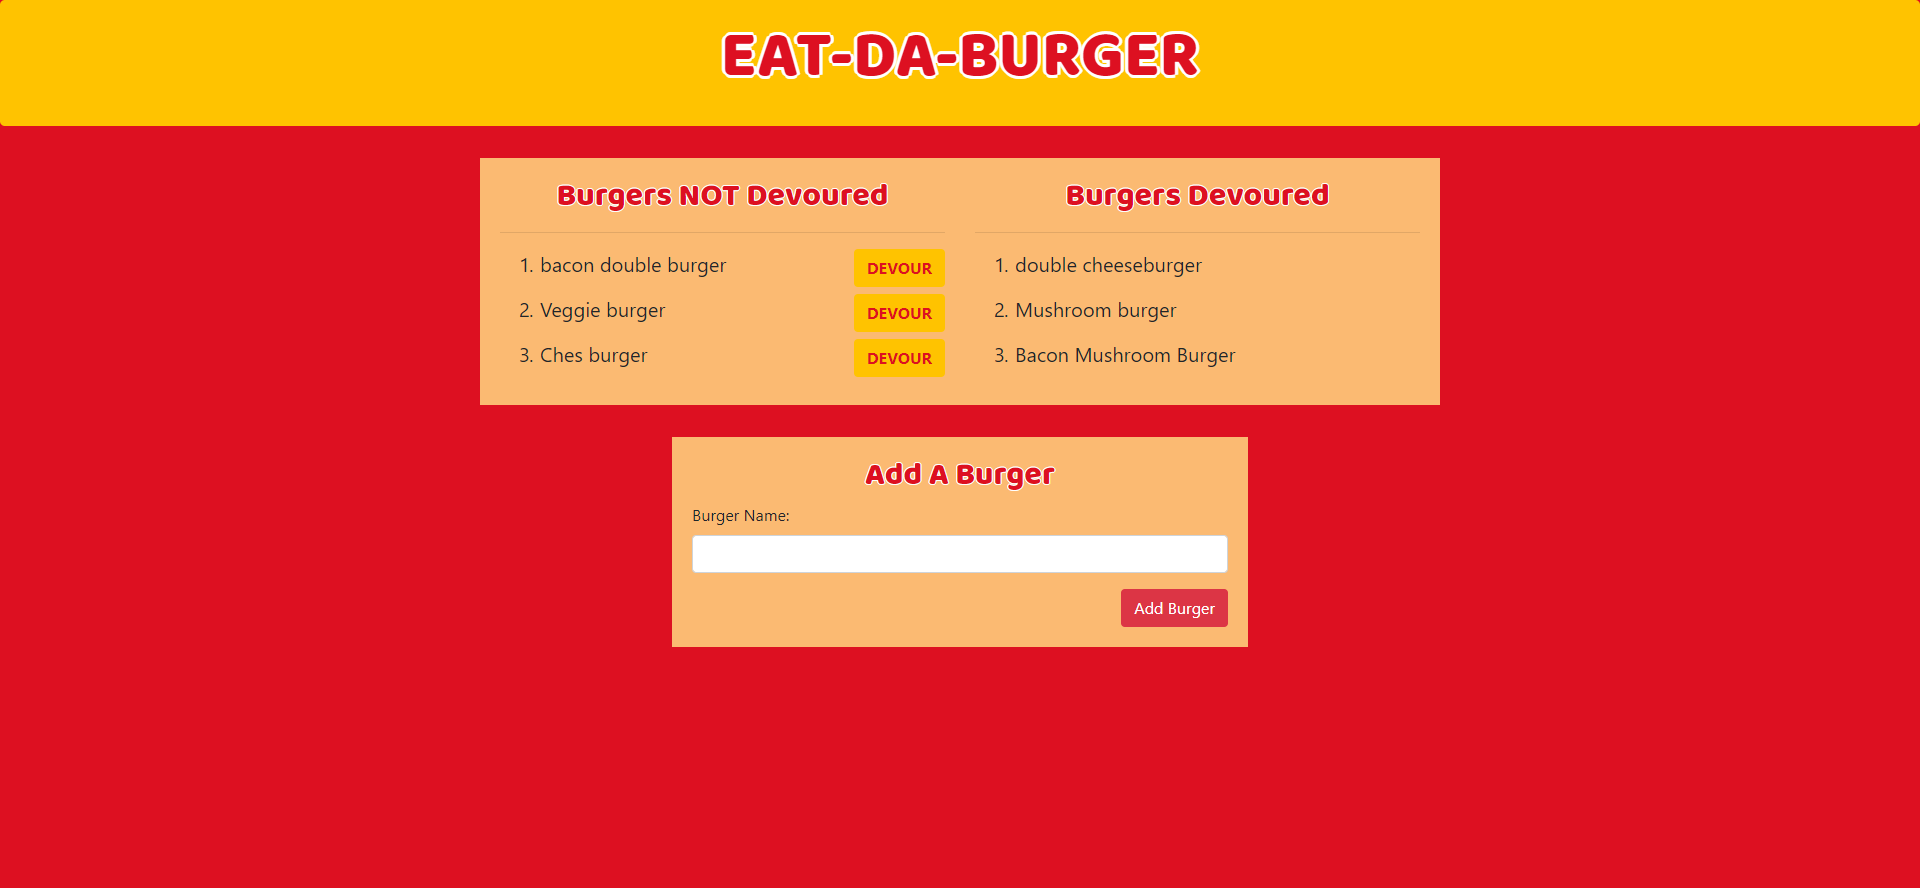 EAT-DA-BURGER
Burgers NOT Devoured
1. bacon double burger
DEVOUR
2. Veggie burger
DEVOUR
3. Ches burger
DEVOUR
Burgers Devoured
1. double cheeseburger
2. Mushroom burger
3. Bacon Mushroom Burger
Add A Burger
Burger Name:
Add Burger